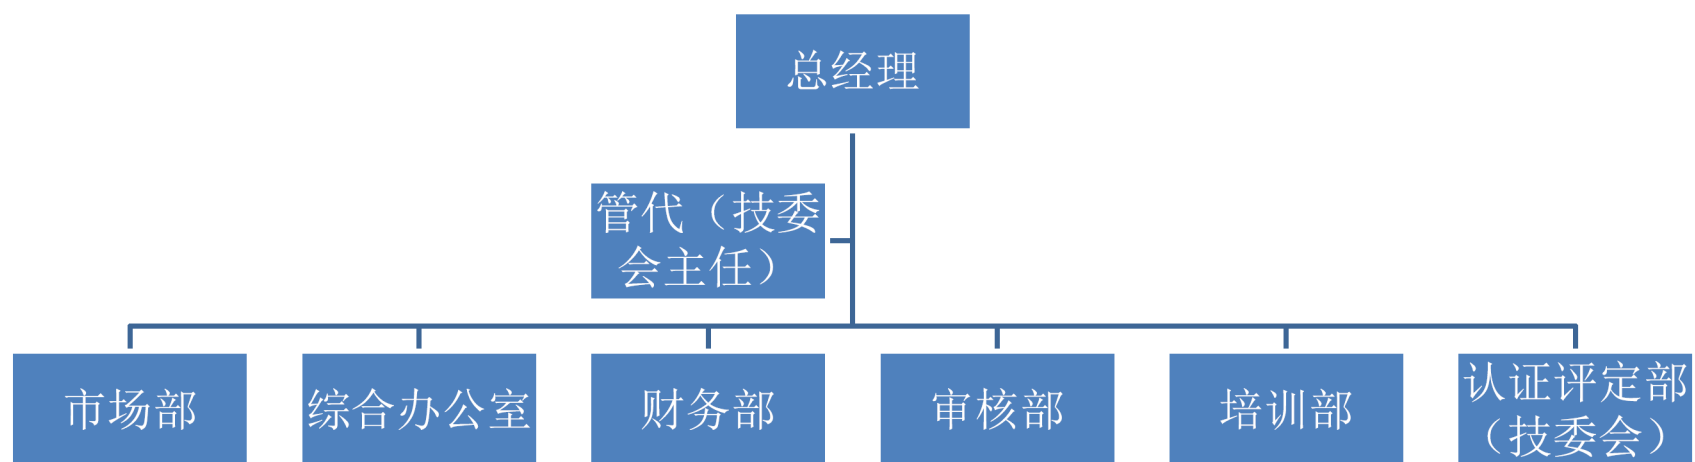 总经理
管代（技委
会主任）
市场部
综合办公室
财务部
审核部
培训部
认证评定部
（技委会）